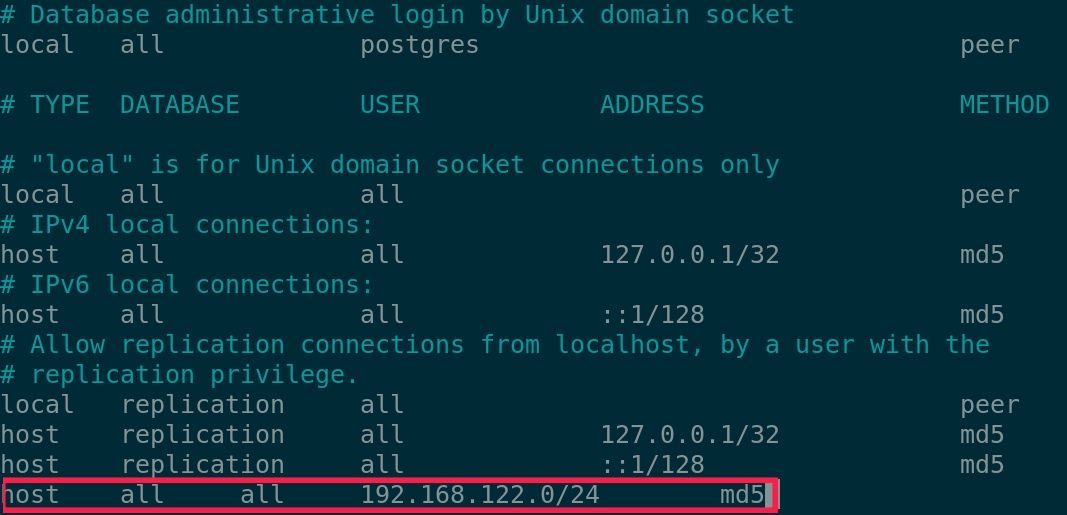 # Database administrative login by Unix domain socket
local   all             postgres                                peer

# TYPE  DATABASE        USER            ADDRESS                 METHOD

# "local" is for Unix domain socket connections only
local   all             all                                     peer
# IPv4 local connections:
host    all             all             127.0.0.1/32            md5
# IPv6 local connections:
host    all             all             ::1/128                 md5
# Allow replication connections from localhost, by a user with the
# replication privilege.
local   replication     all                                     peer
host    replication     all             127.0.0.1/32            md5
host    replication     all             ::1/128                 md5
host    all     all     192.168.122.0/24        md5